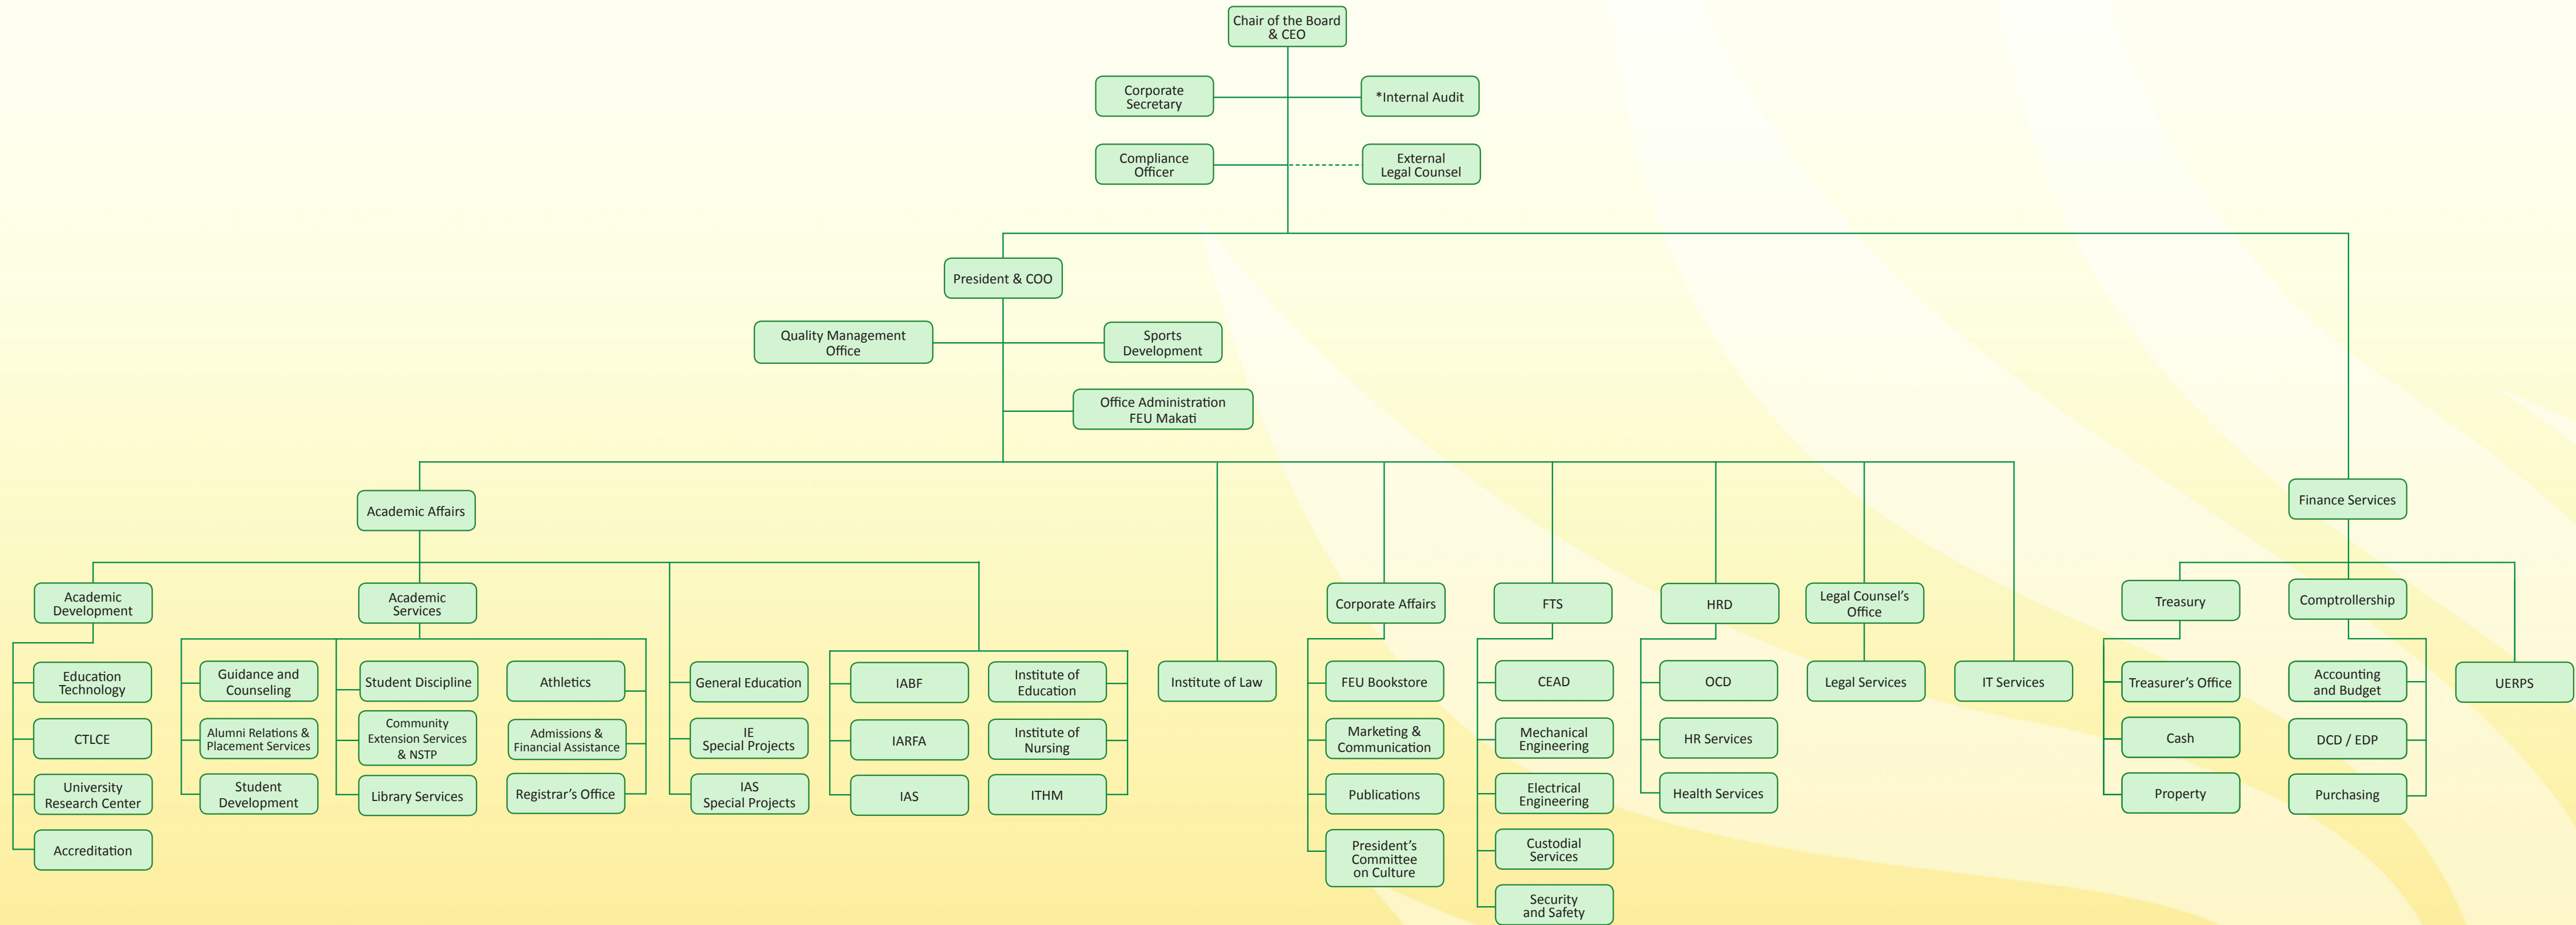 Chair of the Board
& CEO
Corporate
Secretary
*Internal Audit
Compliance
Officer
External
Legal Counsel
President & COO
Quality Management
Office
Sports
Development
Office Administration
FEU Makati
Academic Affairs
Finance Services
Academic
Development
Academic
Services
Corporate Affairs
FTS
HRD
Legal Counsel's
Office
Treasury
Comptrollership
Education
Technology
CTLCE
University
Research Center
Accreditation
Guidance and
Counseling
Alumni Relations &
Placement Services
Student
Development
Student Discipline
Community
Extension Services
& NSTP
Library Services
Athletics
Admissions &
Financial Assistance
Registrar's Office
General Education
IE
Special Projects
IAS
Special Projects
IABF
IARFA
IAS
Institute of
Education
Institute of
Nursing
ITHM
Institute of Law
FEU Bookstore
Marketing &
Communication
Publications
President's
Committee
on Culture
CEAD
Mechanical
Engineering
Electrical
Engineering
Custodial
Services
Security
and Safety
OCD
HR Services
Health Services
Legal Services
IT Services
Treasurer's Office
Cash
Property
Accounting
and Budget
DCD / EDP
Purchasing
UERPS